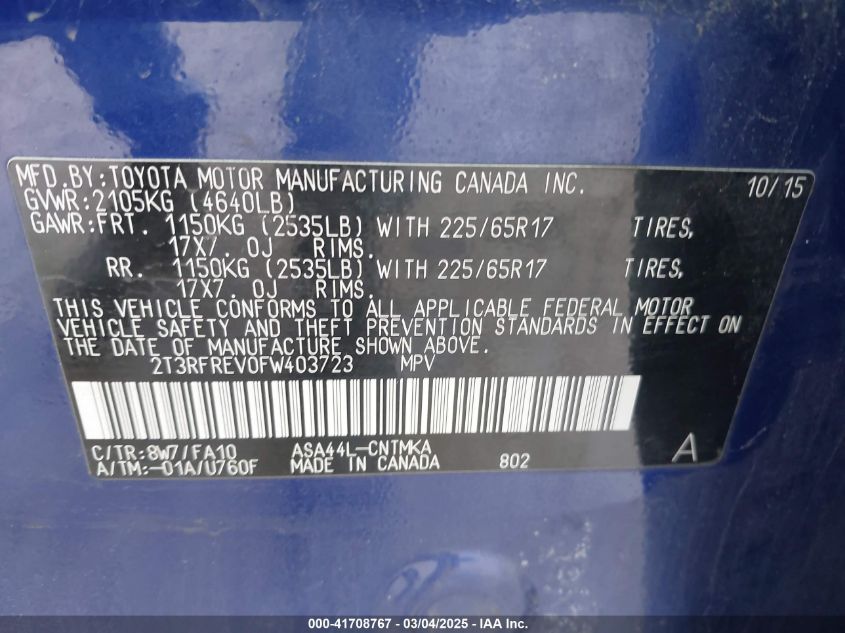 MFD.BY:TOYOTA MOTOR MANUFACTURING CANADA INC. 10/15
GVWR:2105KG (4640LB)
GAWR:FRT. 1150KG (2535LB) WITH 225/65R17 TIRES,
17X7.0J RIMS.
RR. 1150KG (2535LB) WITH 225/65R17 TIRES,
17X7.0J RIMS.
THIS VEHICLE CONFORMS TO ALL APPLICABLE FEDERAL MOTOR
VEHICLE SAFETY AND THEFT PREVENTION STANDARDS IN EFFECT ON
THE DATE OF MANUFACTURE SHOWN ABOVE.
2T3RFREV0FW403723 MPV
C/TR:8W7/FA10 ASA44L-CNTMKA
A/TM:-01A/U760F MADE IN CANADA 802 A
000-41708767 - 03/04/2025 - IAA Inc.